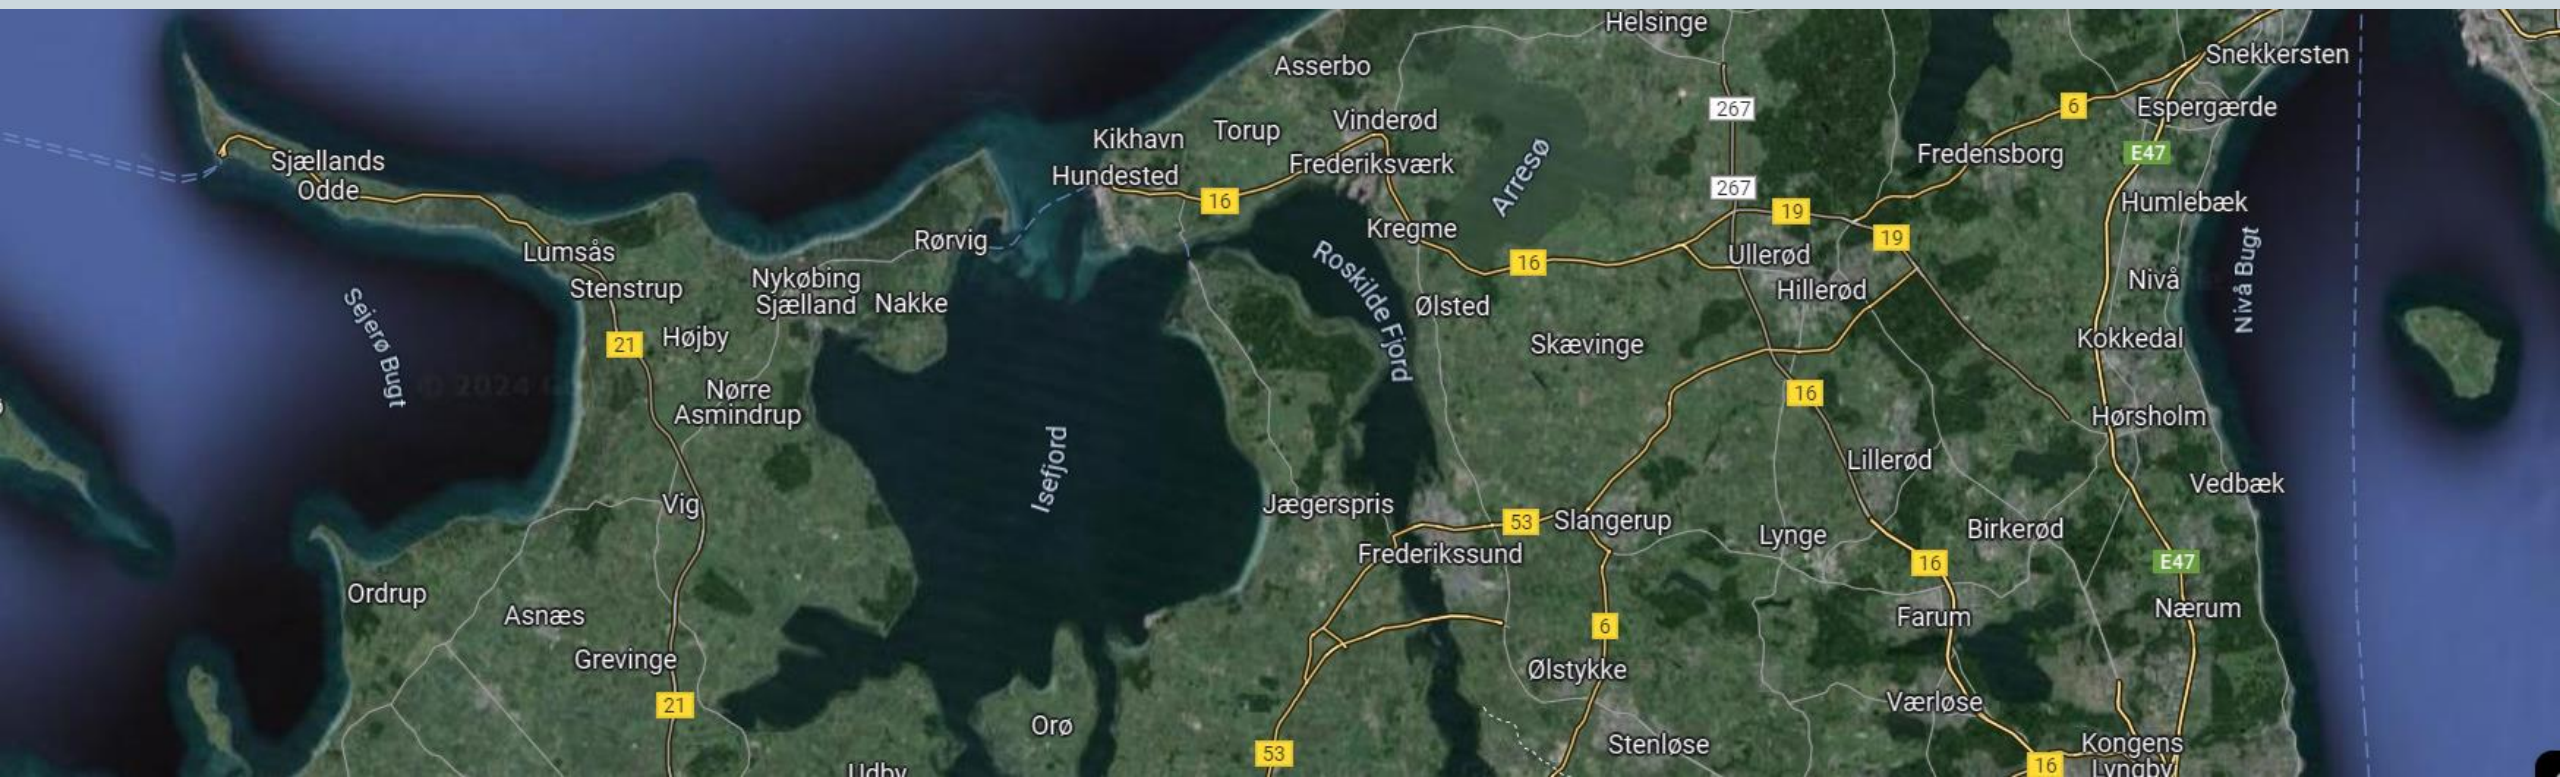 Helsinge
Snekkersten
Asserbo
267
6
Espergærde
Vinderød
Torup
Kikhavn
Frederiksværk
Arresø
Fredensborg
E47
Sjællands
Odde
Hundested
16
267
19
Humlebæk
Kregme
Rørvig
19
Lumsås
Ullerød
16
Nykøbing
Sjælland
Stenstrup
Nakke
Roskilde Fjord
Ølsted
Hillerød
Nivå
Nivå Bugt
Sejerø Bugt
21
Højby
Skævinge
Kokkedal
Nørre
Asmindrup
16
Hørsholm
Isefjord
Lillerød
Vedbæk
Vig
Jægerspris
53
Slangerup
Lynge
Birkerød
Frederikssund
16
E47
Ordrup
Asnæs
6
Farum
Nærum
Grevinge
Ølstykke
21
Værløse
Orø
53
Stenløse
Kongens
Lyngby
16
Udby